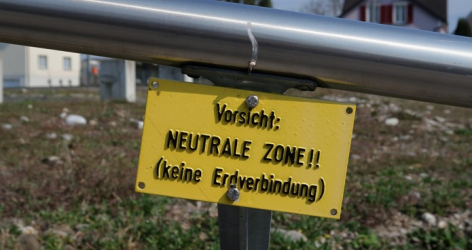 Vorsicht:
NEUTRALE ZONE!!
(keine Erdverbindung)